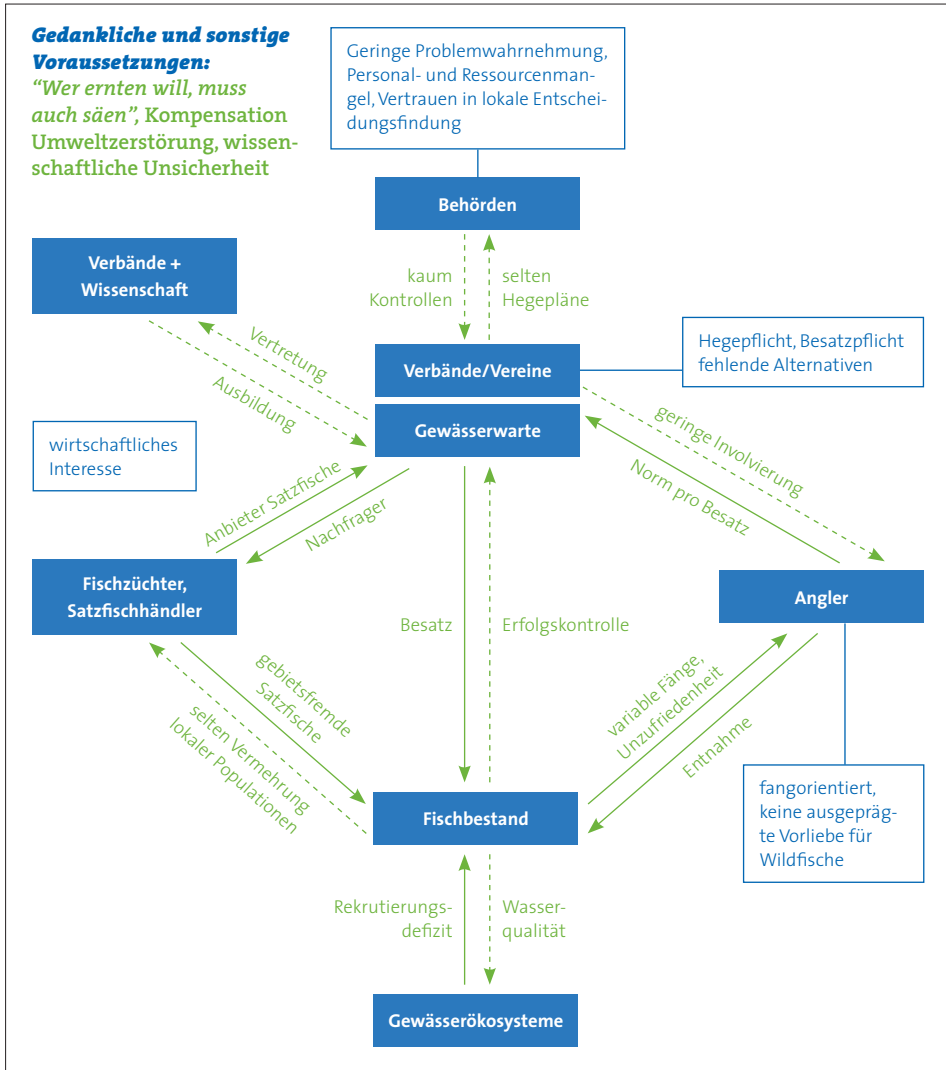 Gedankliche und sonstige
Voraussetzungen:
“Wer ernten will, muss
auch säen”, Kompensation
Umweltzerstörung, wissen-
schaftliche Unsicherheit
Geringe Problemwahrnehmung,
Personal- und Ressourcenman-
gel, Vertrauen in lokale Entschei-
dungsfindung
Behörden
Verbände +
Wissenschaft
kaum
Kontrollen
selten
Hegepläne
Vertretung
Ausbildung
Verbände/Vereine
Gewässerwarte
Hegepflicht, Besatzpflicht
fehlende Alternativen
wirtschaftliches
Interesse
geringe Involvierung
Norm pro Besatz
Anbieter Satzfische
Nachfrager
Fischzüchter,
Satzfischhändler
Angler
Besatz
Erfolgskontrolle
gebietsfremde
Satzfische
selten Vermehrung
lokaler Populationen
variable Fänge,
Unzufriedenheit
Entnahme
Fischbestand
fangorientiert,
keine ausgepräg-
te Vorliebe für
Wildfische
Rekrutierungs-
defizit
Wasser-
qualität
Gewässerökosysteme